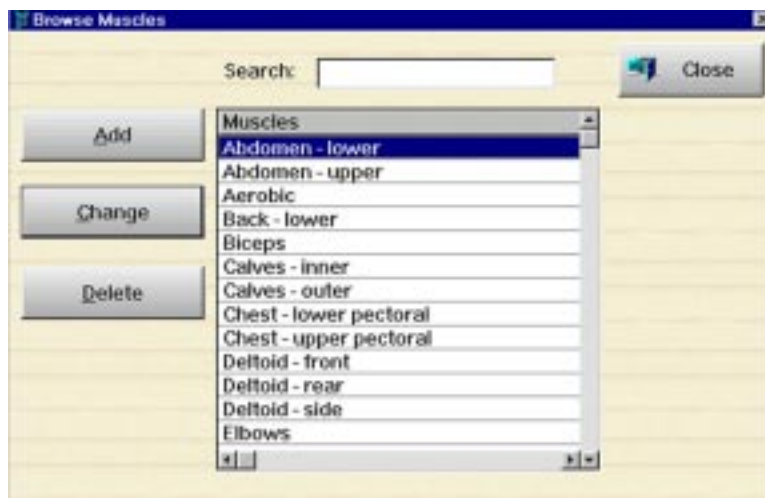 Browse Muscles
Search:
Close
Add
Change
Delete
Muscles
Abdomen - lower
Abdomen - upper
Aerobic
Back - lower
Biceps
Calves - inner
Calves - outer
Chest - lower pectoral
Chest - upper pectoral
Deltoid - front
Deltoid - rear
Deltoid - side
Elbows